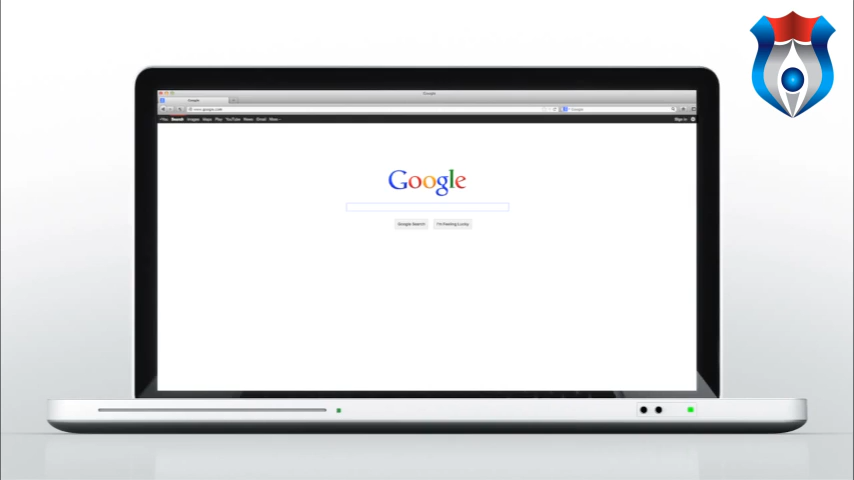 Google
Google
www.google.com
Google
+You Search Images Maps Play YouTube News Gmail More
Sign in
Google
Google Search
I'm Feeling Lucky